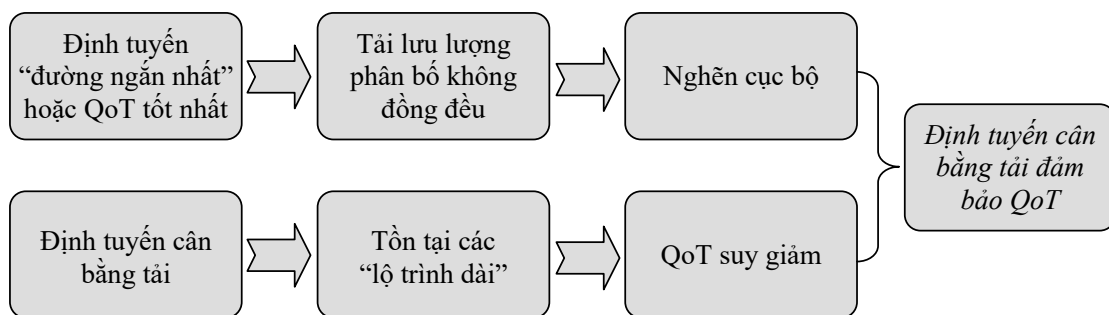 Định tuyến
“đường ngắn nhất”
hoặc QoT tốt nhất
Tải lưu lượng
phân bố không
đồng đều
Nghẽn cục bộ
Định tuyến cân
bằng tải đảm
bảo QoT
Định tuyến cân
bằng tải
Tồn tại các
“lộ trình dài”
QoT suy giảm